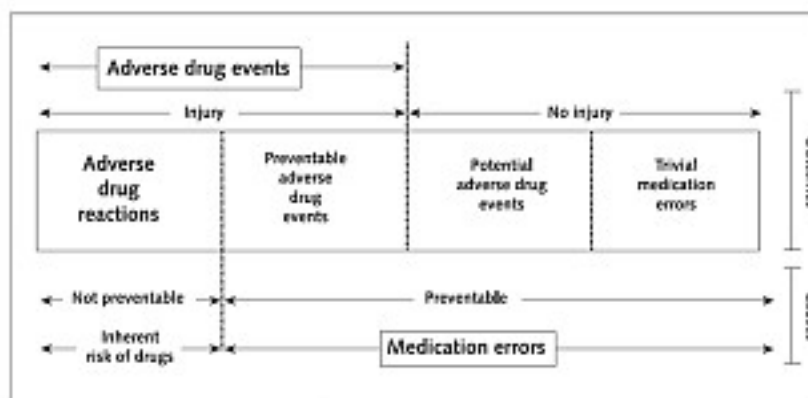 Adverse drug events
Injury
No injury
Adverse
drug
reactions
Preventable
adverse
drug
events
Potential
adverse drug
events
Trivial
medication
errors
Not preventable
Preventable
Inherent
risk of drugs
Medication errors